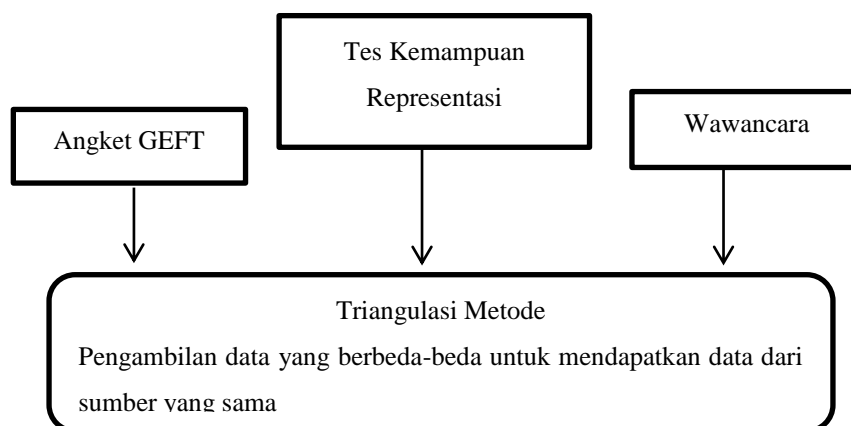 Tes Kemampuan
Representasi
Angket GEFT
Wawancara
Triangulasi Metode
Pengambilan data yang berbeda-beda untuk mendapatkan data dari
sumber yang sama